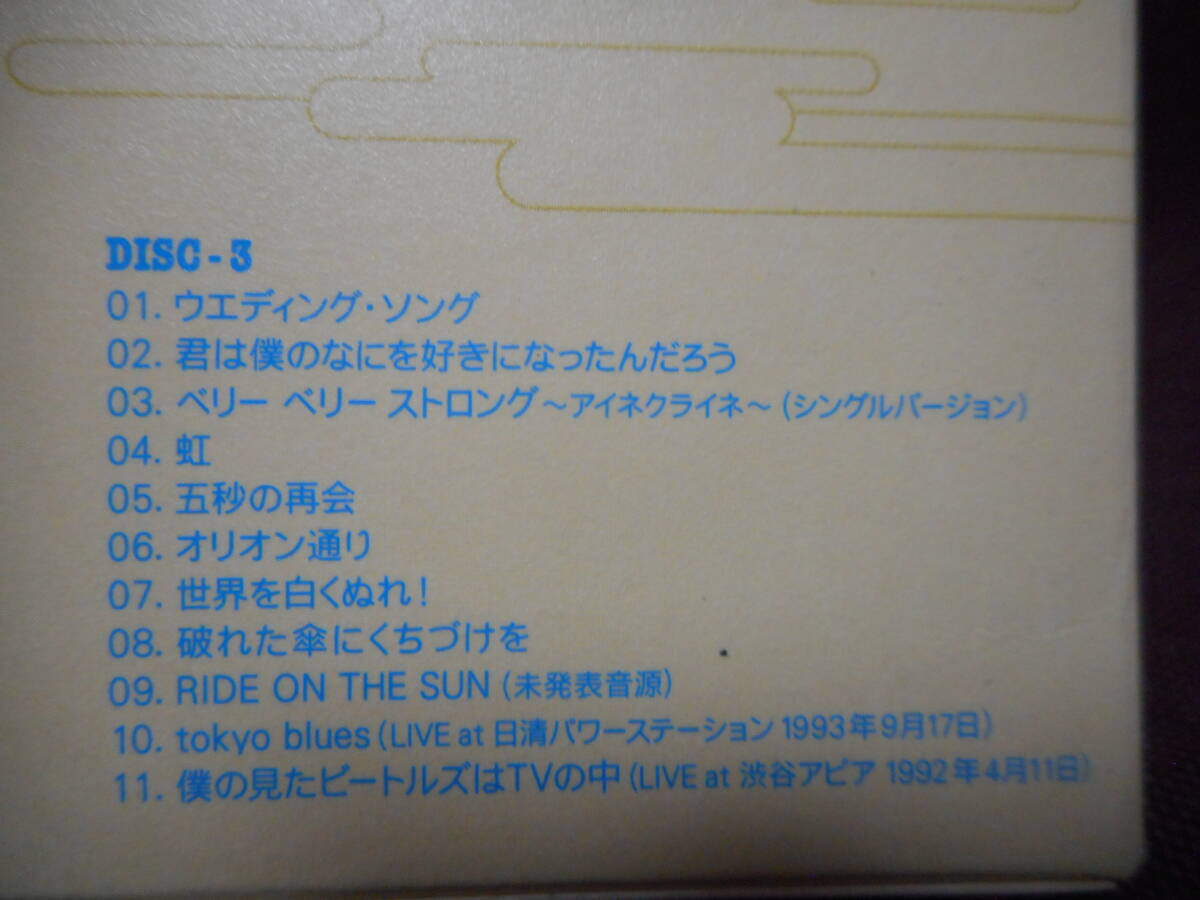 DISC-3
01. ウエディング・ソング
02. 君は僕のなにを好きになったんだろう
03. ベリー ベリー ストロング～アイネクライネ～(シングルバージョン)
04. 虹
05. 五秒の再会
06. オリオン通り
07. 世界を白くぬれ!
08. 破れた傘にくちづけを
09. RIDE ON THE SUN (未発表音源)
10. tokyo blues (LIVE at 日清パワーステーション 1993年9月17日)
11. 僕の見たビートルズはTVの中 (LIVE at 渋谷アピア 1992年4月11日)